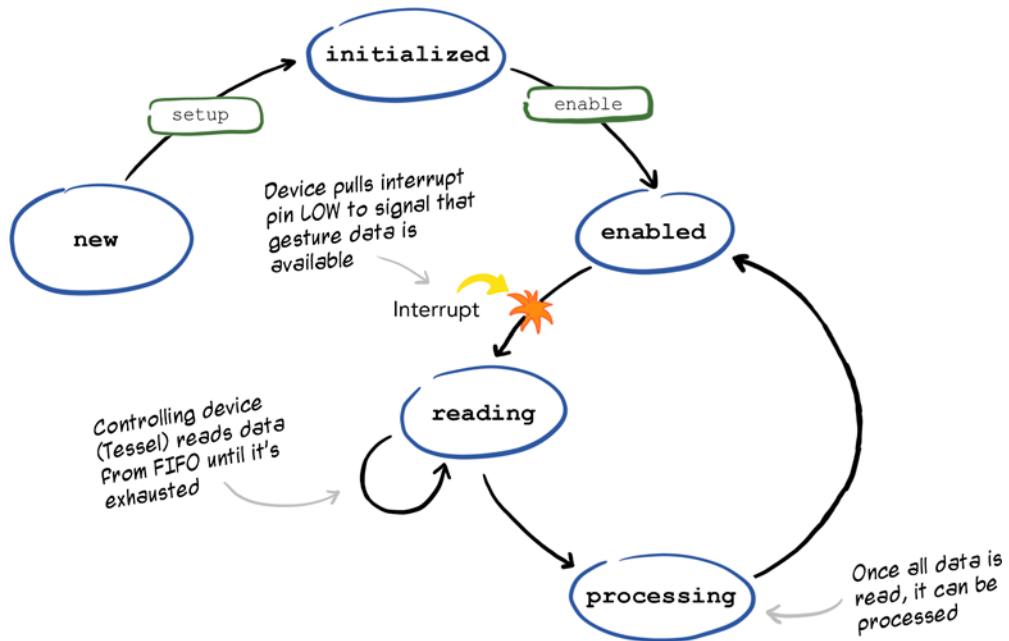 initialized
setup
enable
Device pulls interrupt
pin LOW to signal that
gesture data is
available
new
enabled
Interrupt
reading
Controlling device
(Tessel) reads data
from FIFO until it's
exhausted
processing
Once all data is
read, it can be
processed